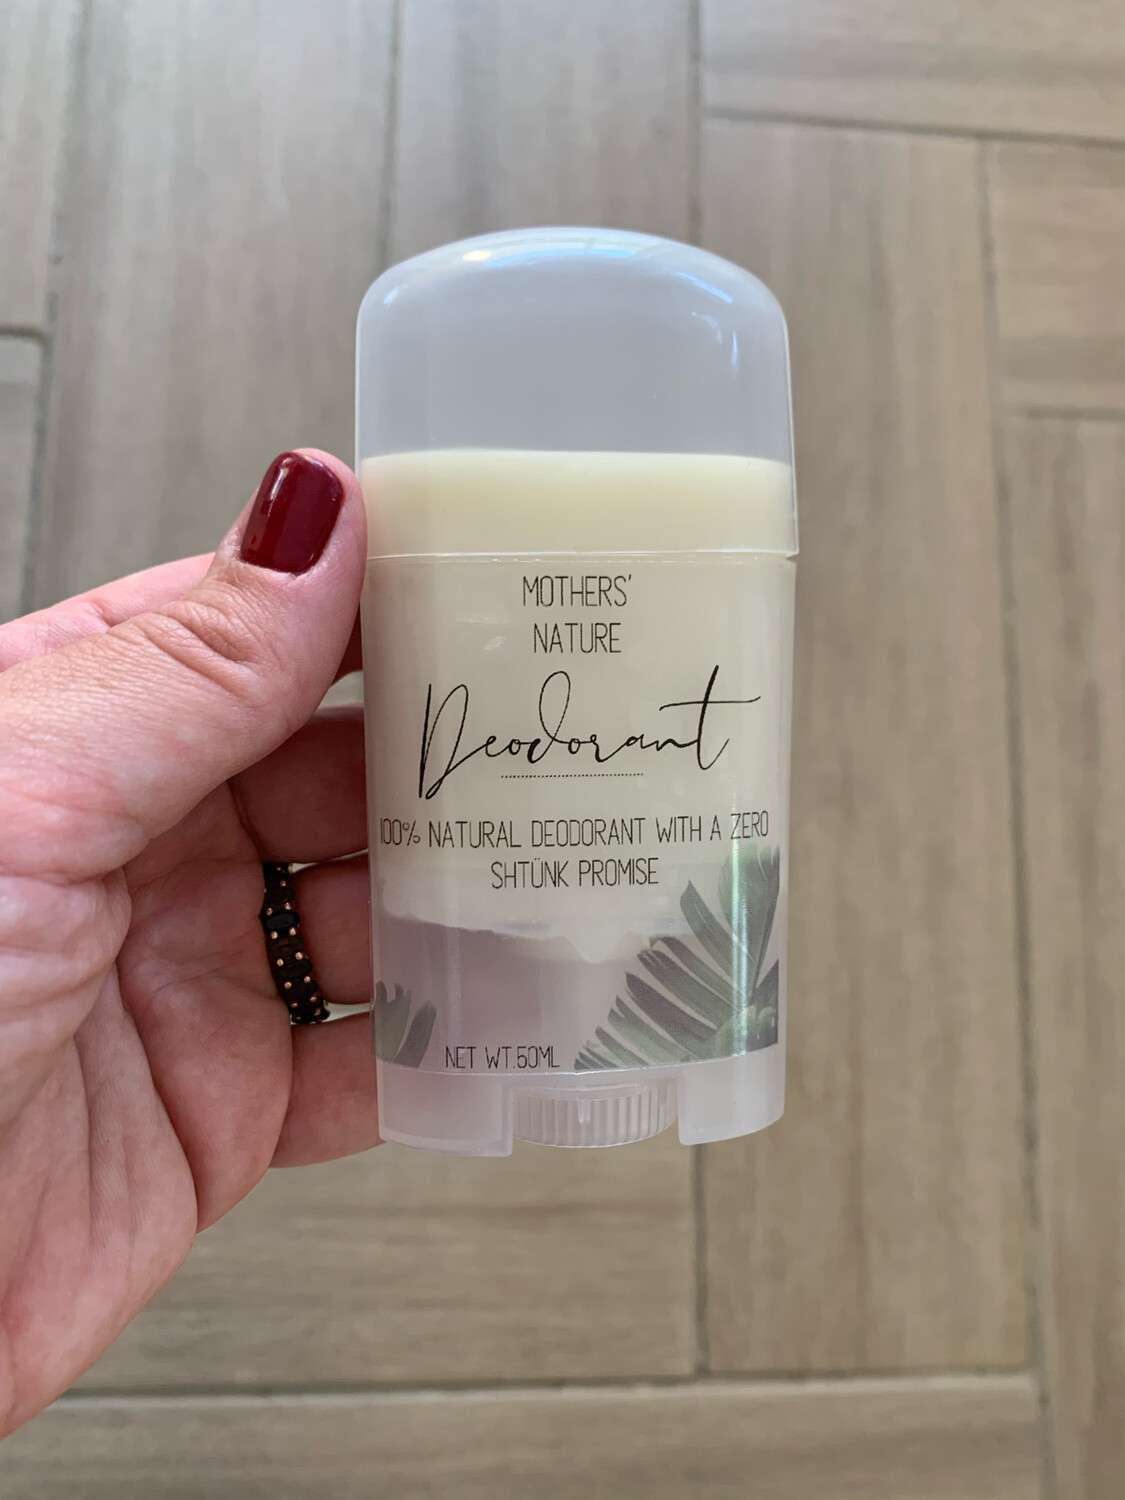 MOTHERS'
NATURE
Deodorant
100% NATURAL DEODORANT WITH A ZERO
SHTÜNK PROMISE
NET WT.50ML